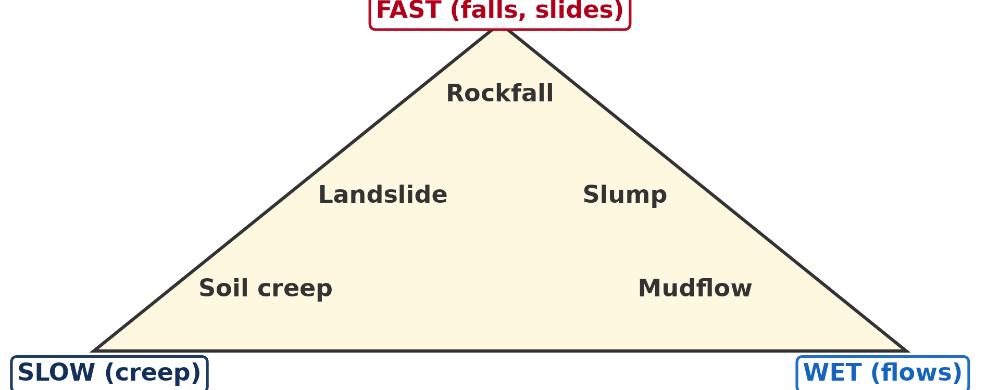 FAST (falls, slides)
Rockfall
Landslide
Slump
Soil creep
Mudflow
SLOW (creep)
WET (flows)